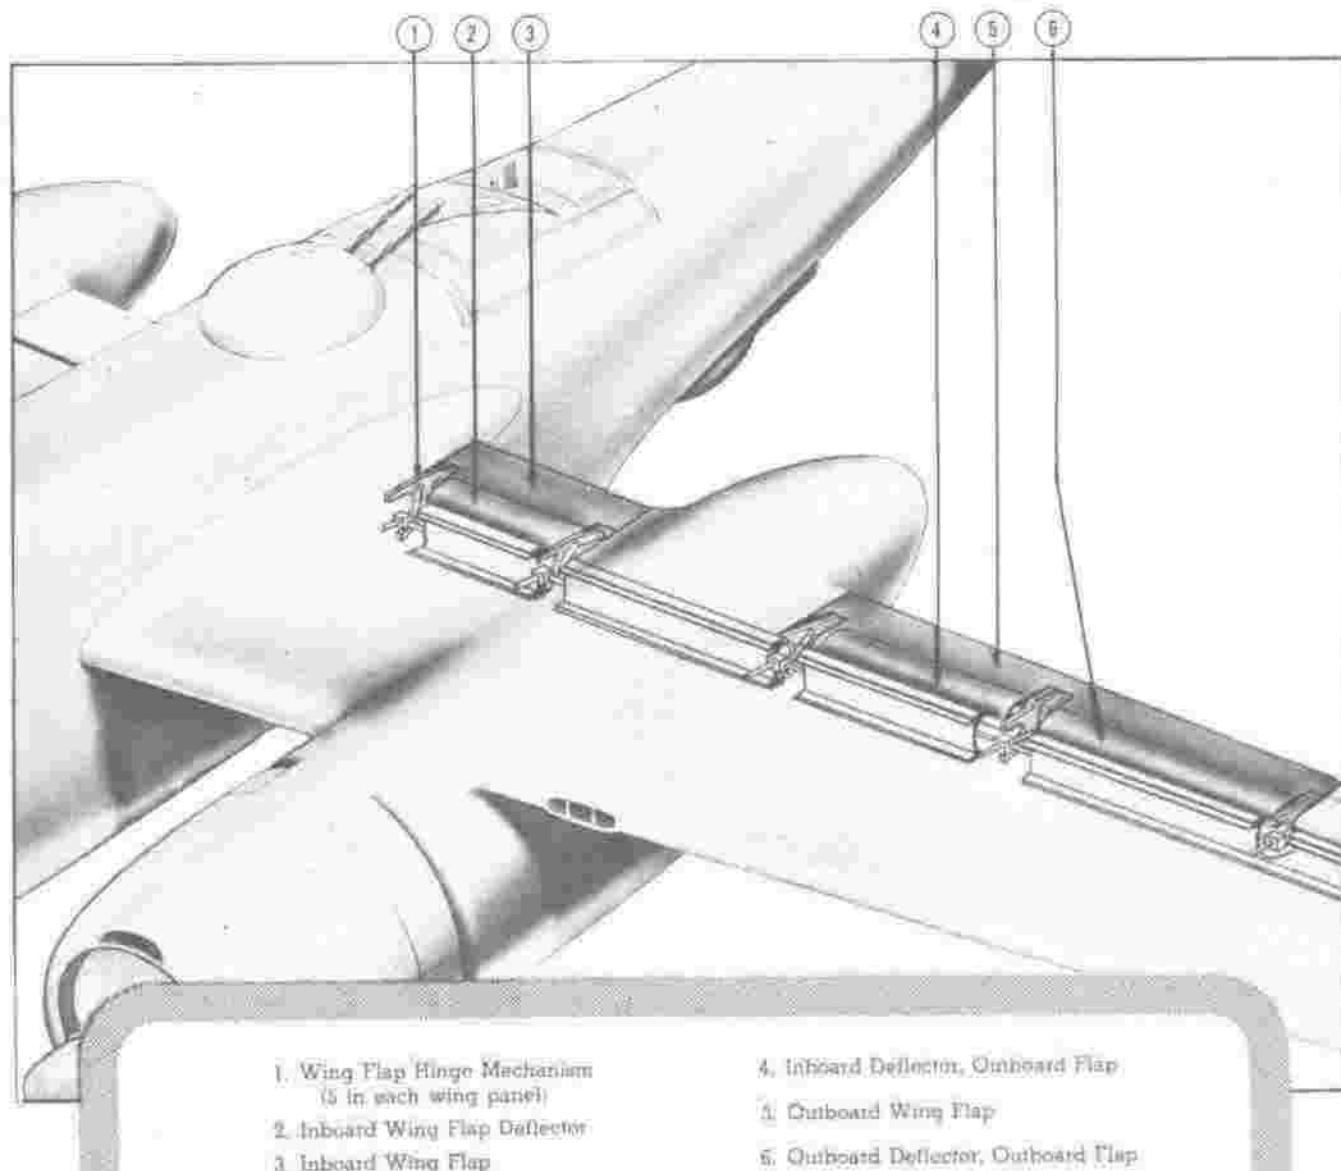 1 2 3 4 5 6
1. Wing Flap Hinge Mechanism
(5 in each wing panel)
2. Inboard Wing Flap Deflector
3. Inboard Wing Flap
4. Inboard Deflector, Outboard Flap
5. Outboard Wing Flap
6. Outboard Deflector, Outboard Flap